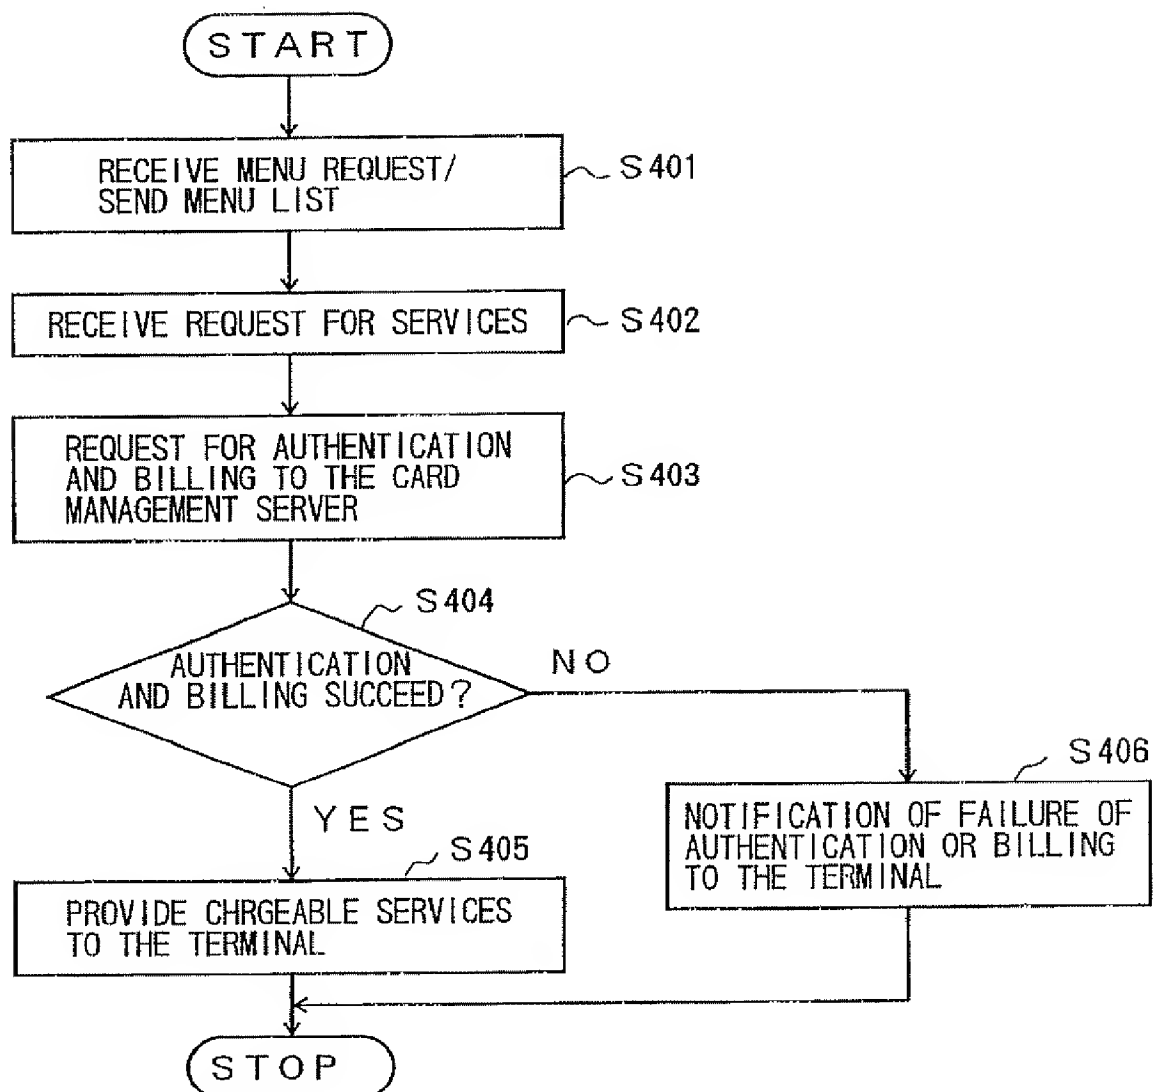 START
RECEIVE MENU REQUEST/
SEND MENU LIST
S401
RECEIVE REQUEST FOR SERVICES
S402
REQUEST FOR AUTHENTICATION
AND BILLING TO THE CARD
MANAGEMENT SERVER
S403
S404
AUTHENTICATION
AND BILLING SUCCEED?
NO
YES
S406
NOTIFICATION OF FAILURE OF
AUTHENTICATION OR BILLING
TO THE TERMINAL
S405
PROVIDE CHRGEABLE SERVICES
TO THE TERMINAL
STOP